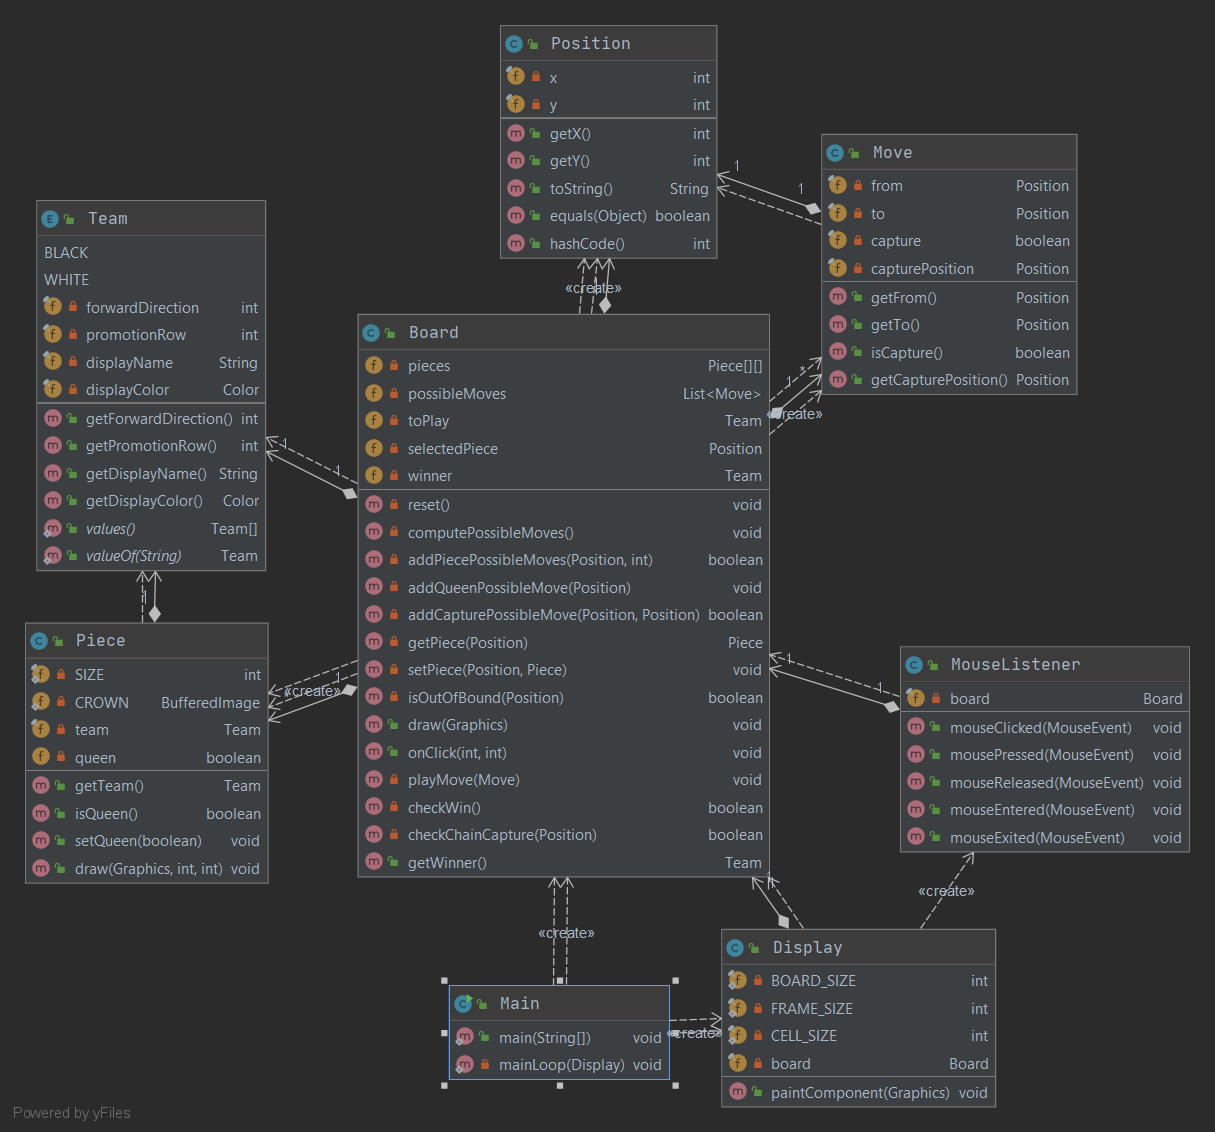 Position
x int
y int
getX() int
getY() int
toString() String
equals(Object) boolean
hashCode() int
Move
from Position
to Position
capture boolean
capturePosition Position
getFrom() Position
getTo() Position
isCapture() boolean
getCapturePosition() Position
1
1
Team
BLACK
WHITE
forwardDirection int
promotionRow int
displayName String
displayColor Color
getForwardDirection() int
getPromotionRow() int
getDisplayName() String
getDisplayColor() Color
values() Team[]
valueOf(String) Team
«create»
Board
pieces Piece[][]
possibleMoves List<Move>
toPlay Team
selectedPiece Position
winner Team
reset() void
computePossibleMoves() void
addPiecePossibleMoves(Position, int) boolean
addQueenPossibleMove(Position) void
addCapturePossibleMove(Position, Position) boolean
getPiece(Position) Piece
setPiece(Position, Piece) void
isOutOfBound(Position) boolean
draw(Graphics) void
onClick(int, int) void
playMove(Move) void
checkWin() boolean
checkChainCapture(Position) boolean
getWinner() Team
1
*
«create»
1
1
1
Piece
SIZE int
CROWN BufferedImage
team Team
queen boolean
getTeam() Team
isQueen() boolean
setQueen(boolean) void
draw(Graphics, int, int) void
1
«create»
MouseListener
board Board
mouseClicked(MouseEvent) void
mousePressed(MouseEvent) void
mouseReleased(MouseEvent) void
mouseEntered(MouseEvent) void
mouseExited(MouseEvent) void
1
1
«create»
«create»
1
Display
BOARD_SIZE int
FRAME_SIZE int
CELL_SIZE int
board Board
paintComponent(Graphics) void
Main
main(String[]) void
mainLoop(Display) void
«create»
Powered by yFiles